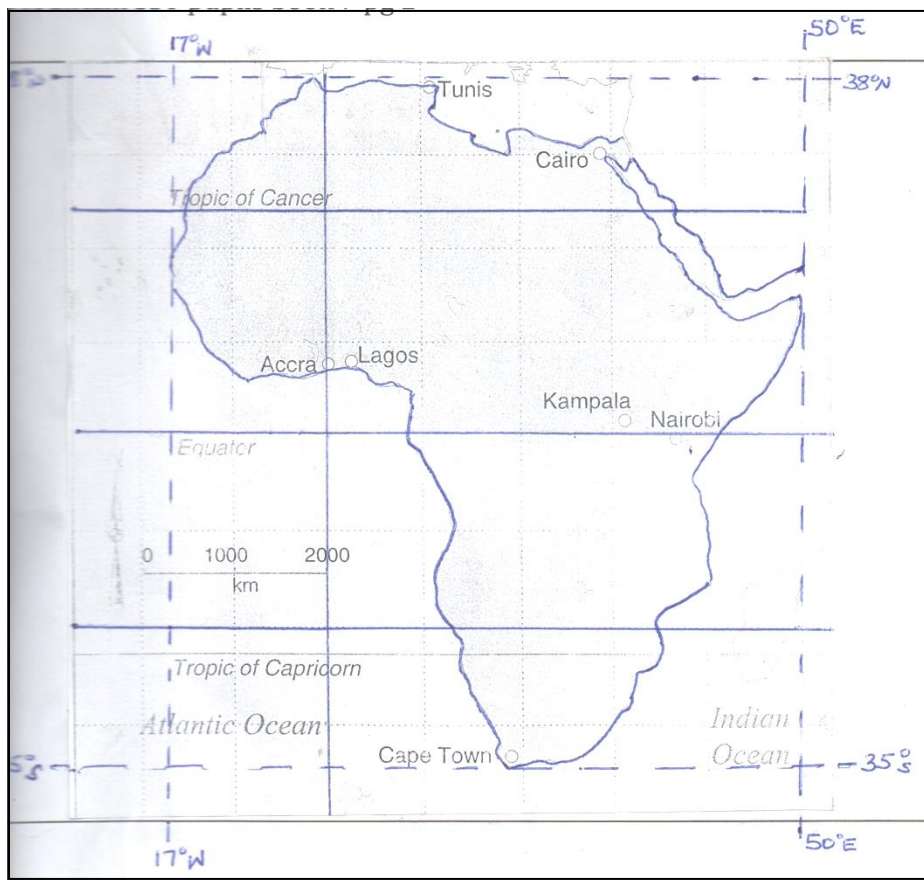 17°W
50°E
Tunis
38°N
Cairo
Tropic of Cancer
Accra
Lagos
Kampala
Nairobi
Equator
0 1000 2000
km
Tropic of Capricorn
Atlantic Ocean
Indian
Ocean
Cape Town
5°S
35°S
17°W
50°E